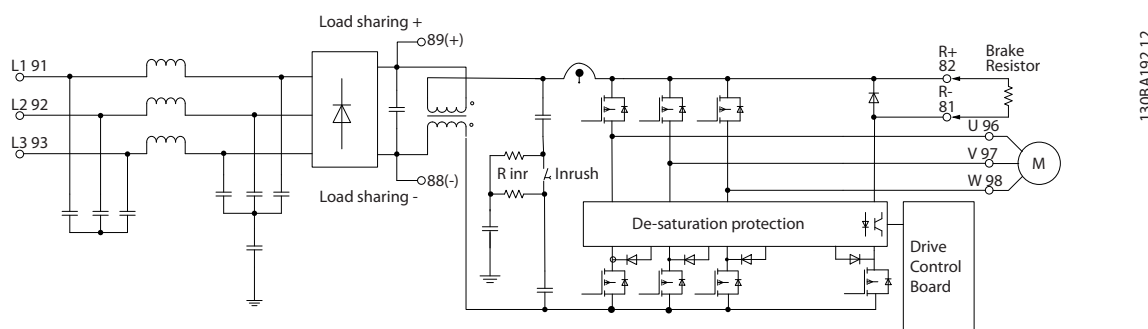 Load sharing +
89(+)
L1 91
L2 92
L3 93
R inr
Inrush
88(-)
Load sharing -
R+
82
Brake
Resistor
R-
81
U 96
V 97
W 98
M
De-saturation protection
Drive
Control
Board
130BA192.12